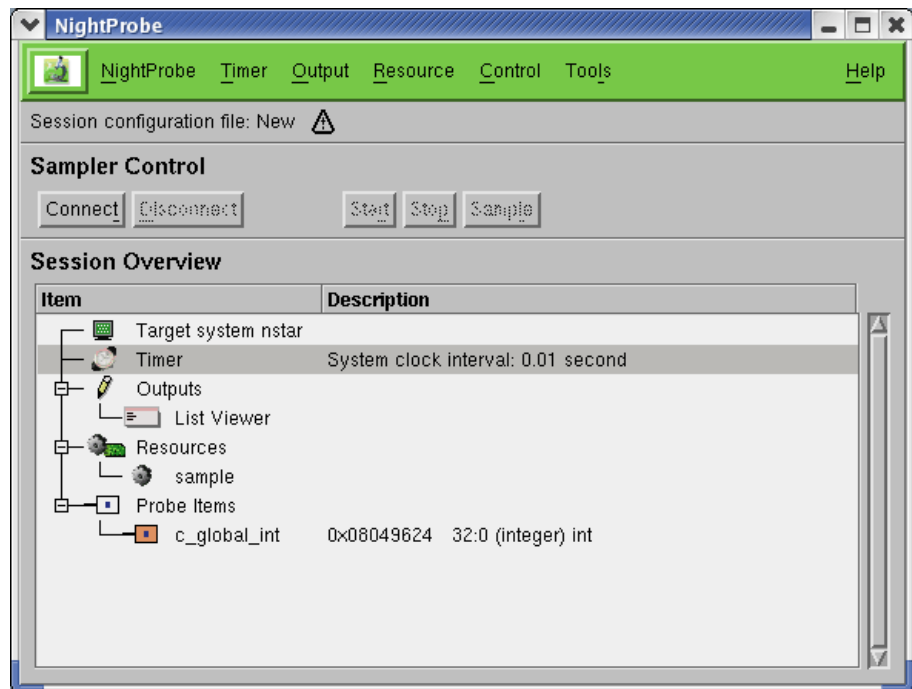 NightProbe
NightProbe Timer Output Resource Control Tools Help
Session configuration file: New
Sampler Control
Connect Disconnect Start Stop Sample
Session Overview
Item Description
Target system nstar
Timer System clock interval: 0.01 second
Outputs
List Viewer
Resources
sample
Probe Items
c_global_int 0x08049624 32:0 (integer) int